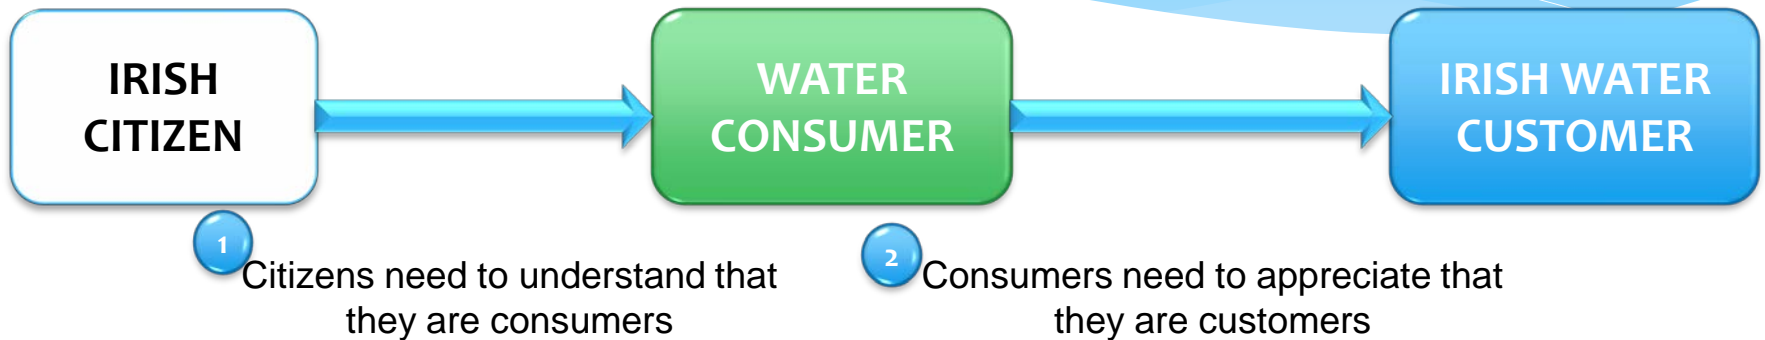 IRISH
CITIZEN
WATER
CONSUMER
IRISH WATER
CUSTOMER
1
Citizens need to understand that
they are consumers
2
Consumers need to appreciate that
they are customers